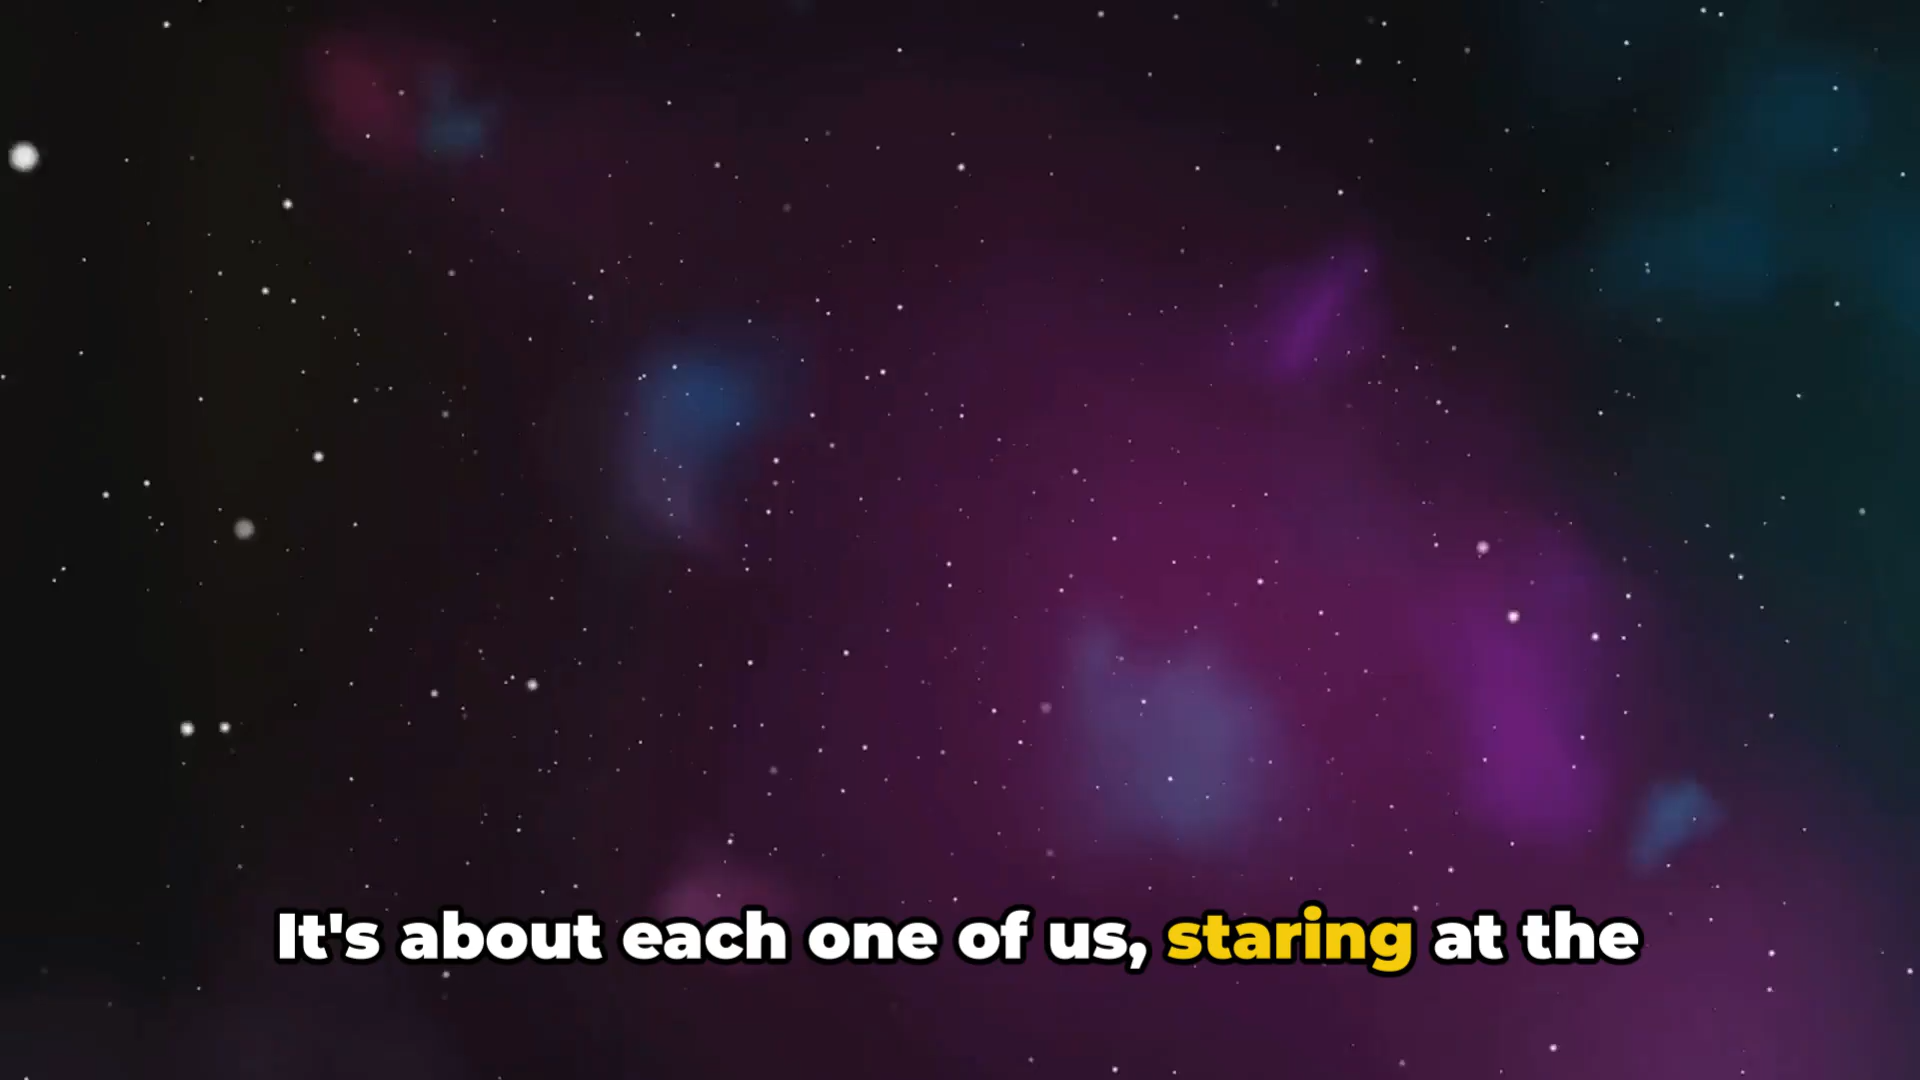 It's about each one of us, staring at the